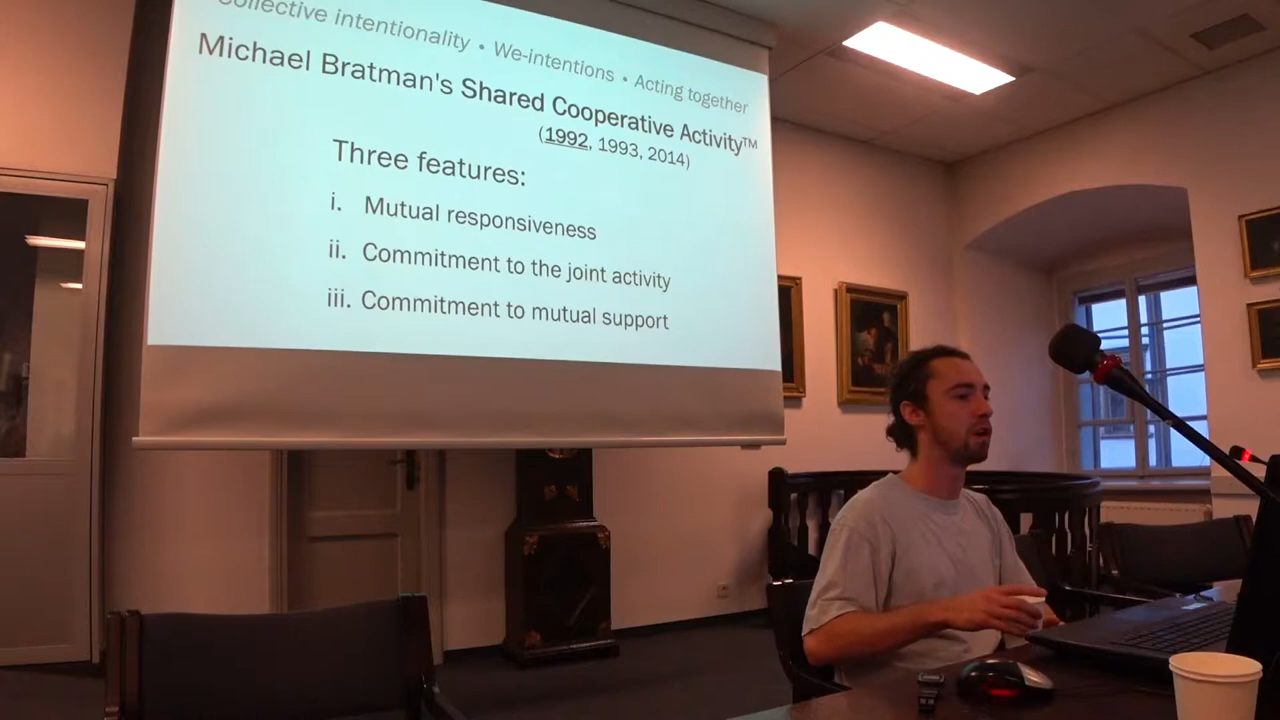 Collective intentionality • We-intentions • Acting together
Michael Bratman's Shared Cooperative Activity™
(1992, 1993, 2014)
Three features:
i. Mutual responsiveness
ii. Commitment to the joint activity
iii. Commitment to mutual support